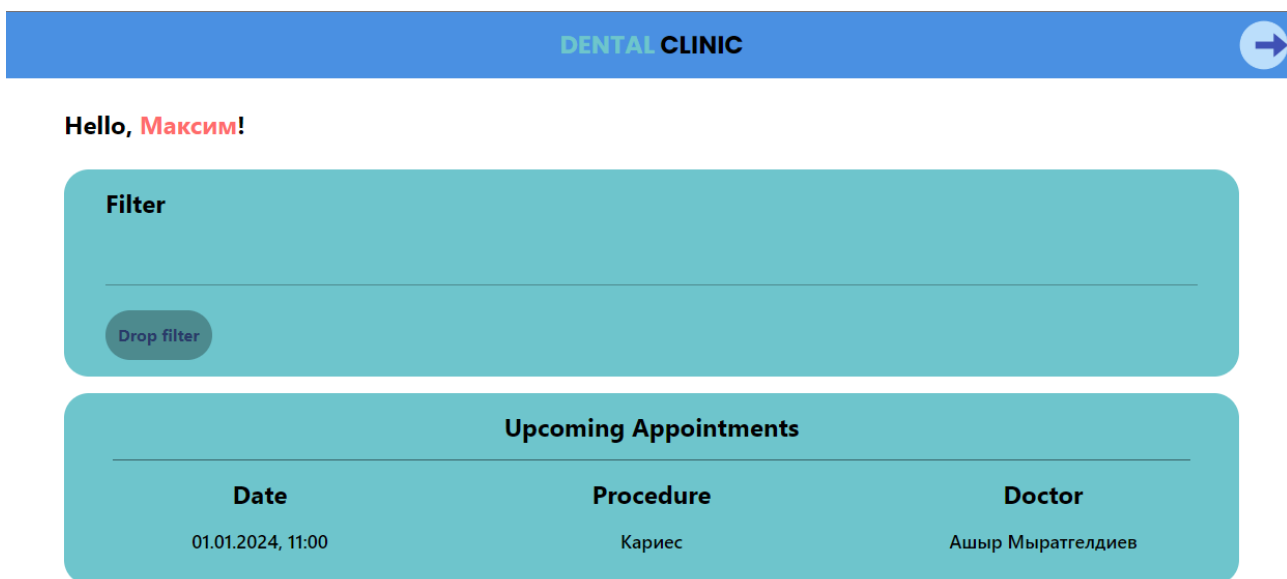 DENTAL CLINIC
Hello, Максим!
Filter
Drop filter
Upcoming Appointments
Date Procedure Doctor
01.01.2024, 11:00 Кариес Ашыр Мыратгелдиев